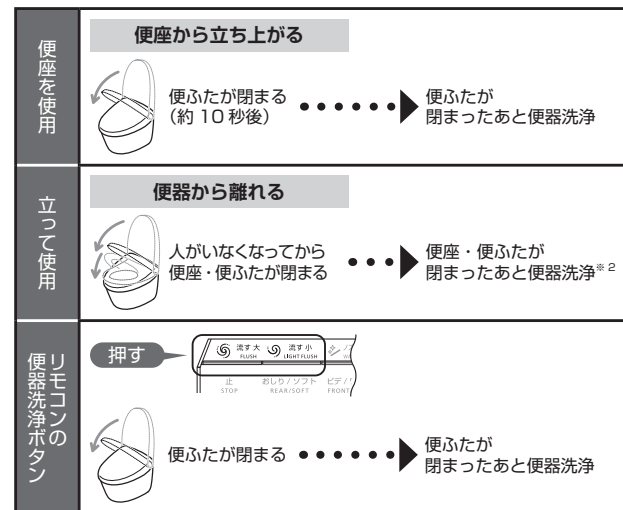 便座を使用
便座から立ち上がる
便ふたが閉まる
（約 10 秒後）
便ふたが
閉まったあと便器洗浄
立って使用
便器から離れる
人がいなくなってから
便座・便ふたが閉まる
便座・便ふたが
閉まったあと便器洗浄※2
リモコンの
便器洗浄ボタン
押す
流す大
FLUSH
流す小
LIGHT FLUSH
止
STOP
おしり / ソフト
REAR/SOFT
ビデ /
FRONT
便ふたが閉まる
便ふたが
閉まったあと便器洗浄